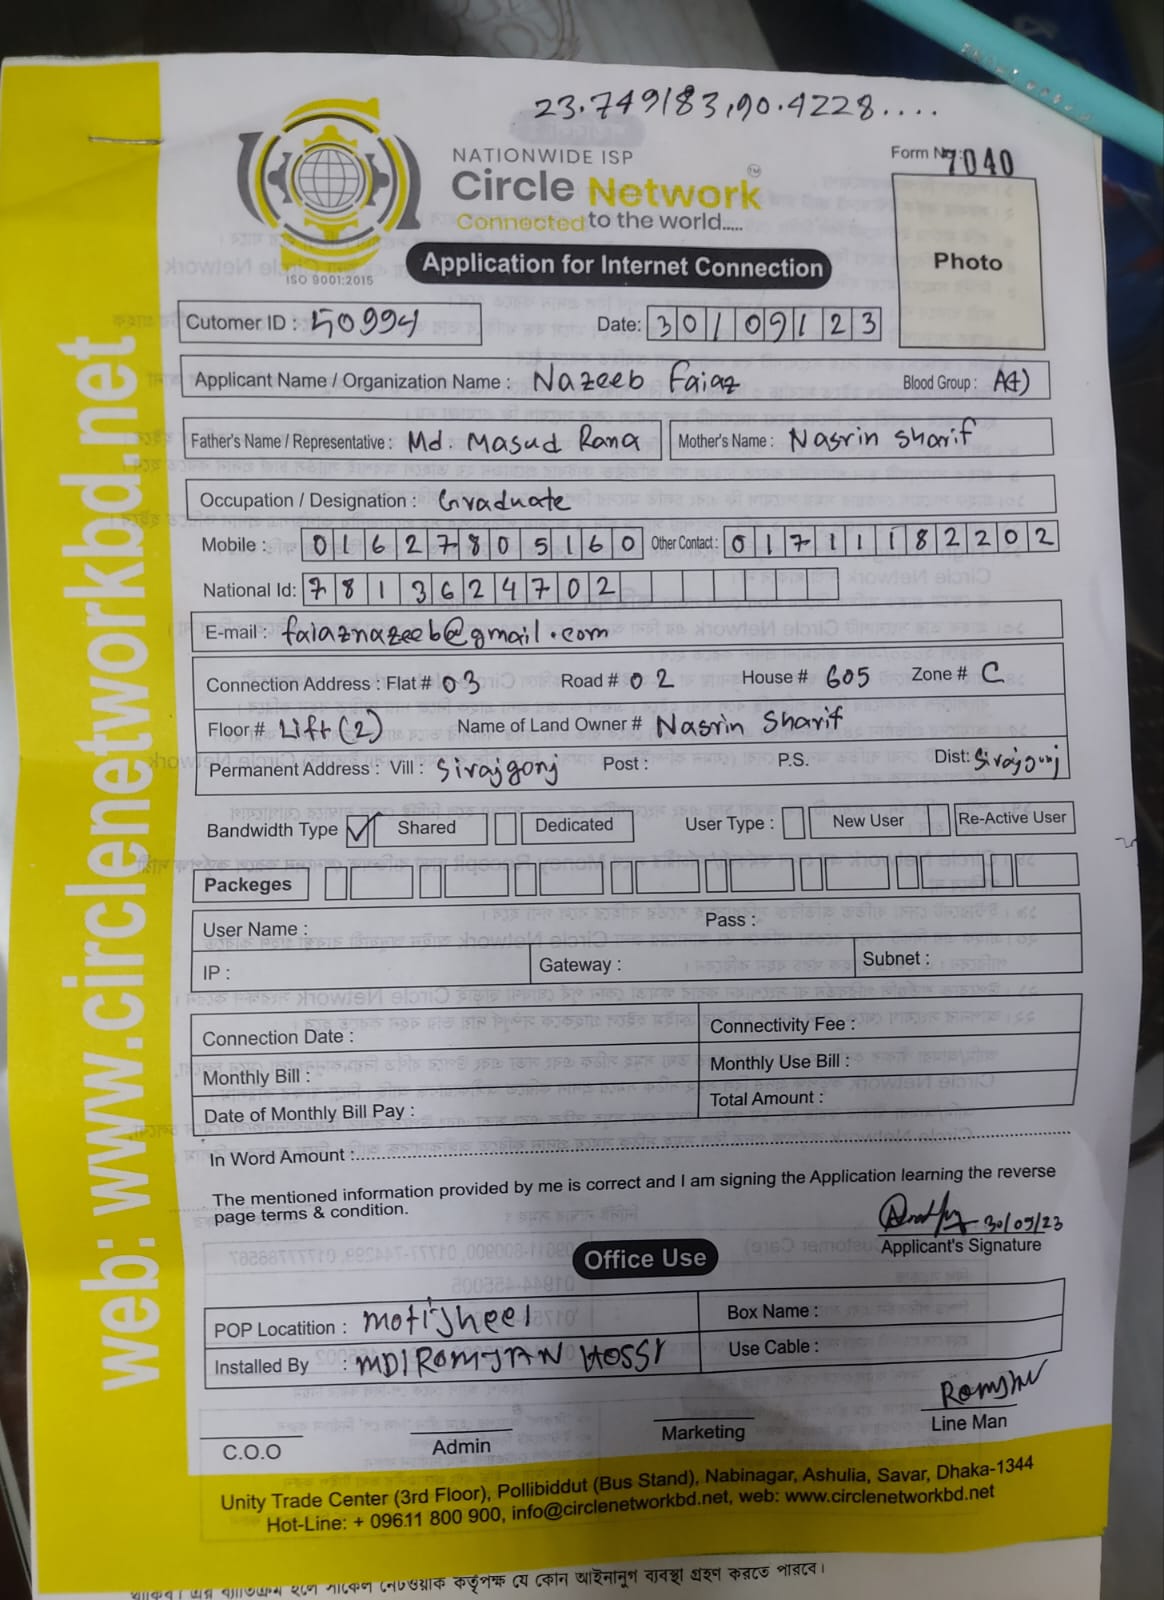 23.749183,90.4228....
NATIONWIDE ISP
Circle Network
Connected to the world.....
ISO 9001:2015
Form No: 7040
Photo
Application for Internet Connection
Cutomer ID : 50994
Date: 30/09/23
Applicant Name / Organization Name : Nazeeb Faiaz Blood Group : A(+)
Father's Name / Representative : Md. Masud Rana Mother's Name : Nasrin Sharif
Occupation / Designation : Graduate
Mobile : 01627805160 Other Contact : 01711182202
National Id: 7813624702
E-mail : faiaznazeeb@gmail.com
Connection Address : Flat # 03 Road # 02 House # 605 Zone # C
Floor # Lift (2) Name of Land Owner # Nasrin Sharif
Permanent Address : Vill : Sirajgonj Post : P.S. Dist: Sirajgonj
Bandwidth Type Shared Dedicated User Type : New User Re-Active User
Packeges
User Name : Pass :
IP : Gateway : Subnet :
Connection Date : Connectivity Fee :
Monthly Bill : Monthly Use Bill :
Date of Monthly Bill Pay : Total Amount :
In Word Amount :
The mentioned information provided by me is correct and I am signing the Application learning the reverse
page terms & condition.
30/09/23
Applicant's Signature
Office Use
POP Locatition : Motijheel Box Name :
Installed By : MDIROMJAN HOSSI Use Cable :
C.O.O Admin Marketing Line Man
Unity Trade Center (3rd Floor), Pollibiddut (Bus Stand), Nabinagar, Ashulia, Savar, Dhaka-1344
Hot-Line: + 09611 800 900, info@circlenetworkbd.net, web: www.circlenetworkbd.net
web: www.circlenetworkbd.net
কর্তৃপক্ষ যে কোন আইনানুগ ব্যবস্থা গ্রহণ করতে পারবে।